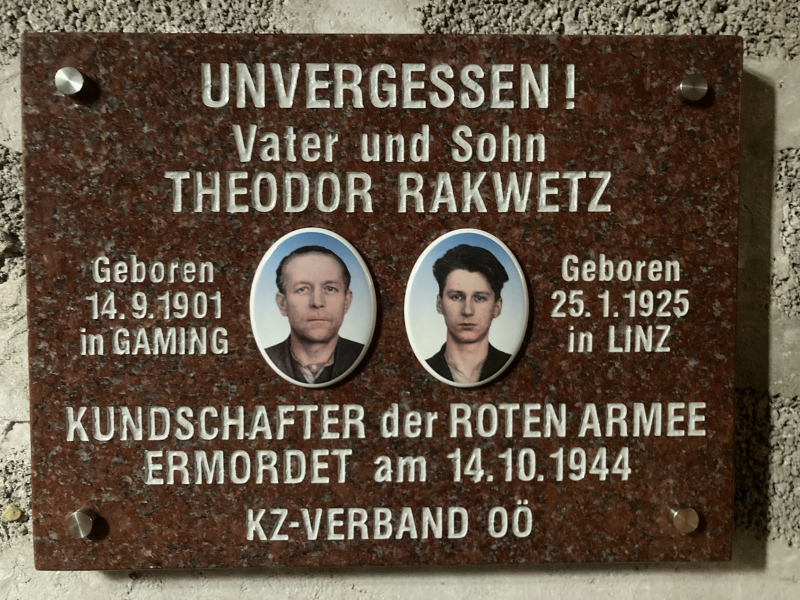 UNVERGESSEN!
Vater und Sohn
THEODOR RAKWETZ
Geboren
14.9.1901
in GAMING
Geboren
25.1.1925
in LINZ
KUNDSCHAFTER der ROTEN ARMEE
ERMORDET am 14.10.1944
KZ-VERBAND OÖ